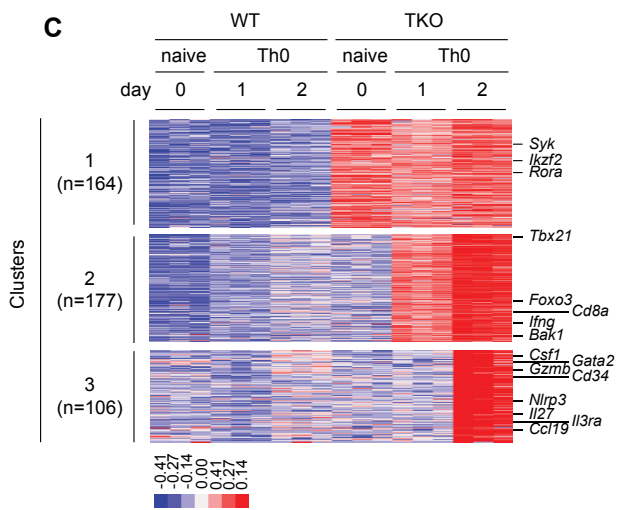 C
WT TKO
naive Th0 naive Th0
day 0 1 2 0 1 2
Clusters
1
(n=164)
Syk
Ikzf2
Rora
2
(n=177)
Tbx21
Foxo3
Cd8a
Ifng
Bak1
3
(n=106)
Csf1
Gata2
Gzmb
Cd34
Nlrp3
Il27
Il3ra
Ccl19
-0.41 -0.27 -0.14 0.00 0.41 0.27 0.14